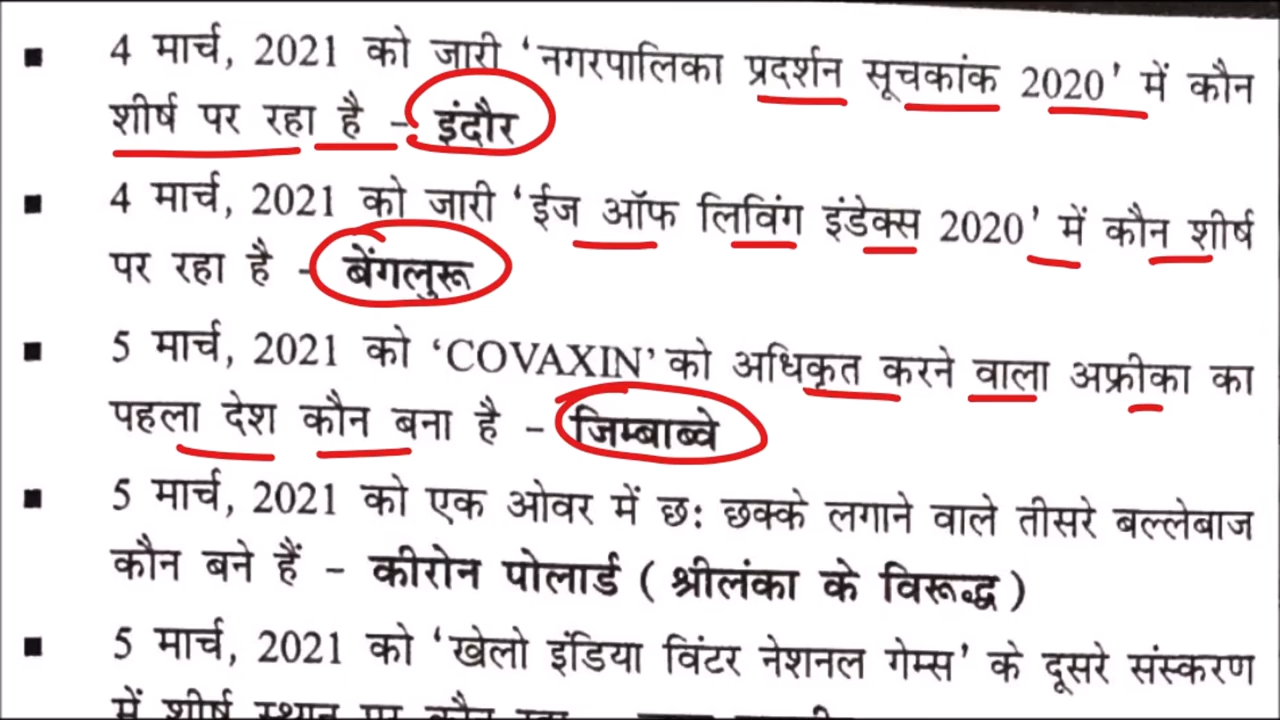 ■ 4 मार्च, 2021 को जारी ‘नगरपालिका प्रदर्शन सूचकांक 2020’ में कौन
शीर्ष पर रहा है – इंदौर
■ 4 मार्च, 2021 को जारी ‘ईज ऑफ लिविंग इंडेक्स 2020’ में कौन शीर्ष
पर रहा है – बेंगलुरू
■ 5 मार्च, 2021 को ‘COVAXIN’ को अधिकृत करने वाला अफ्रीका का
पहला देश कौन बना है – जिम्बाब्वे
■ 5 मार्च, 2021 को एक ओवर में छ: छक्के लगाने वाले तीसरे बल्लेबाज
कौन बने हैं – कीरोन पोलार्ड ( श्रीलंका के विरूद्ध )
■ 5 मार्च, 2021 को ‘खेलो इंडिया विंटर नेशनल गेम्स’ के दूसरे संस्करण
में शीर्ष स्थान पर कौन रहा